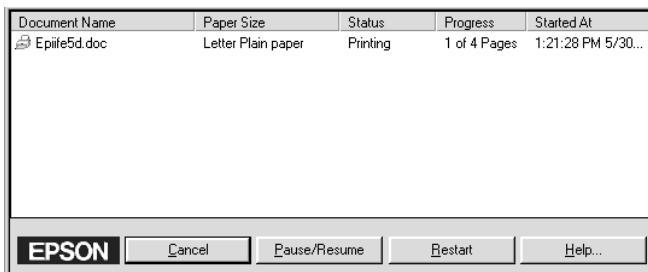 Document Name Paper Size Status Progress Started At
Epiife5d.doc Letter Plain paper Printing 1 of 4 Pages 1:21:28 PM 5/30...
EPSON Cancel Pause/Resume Restart Help...